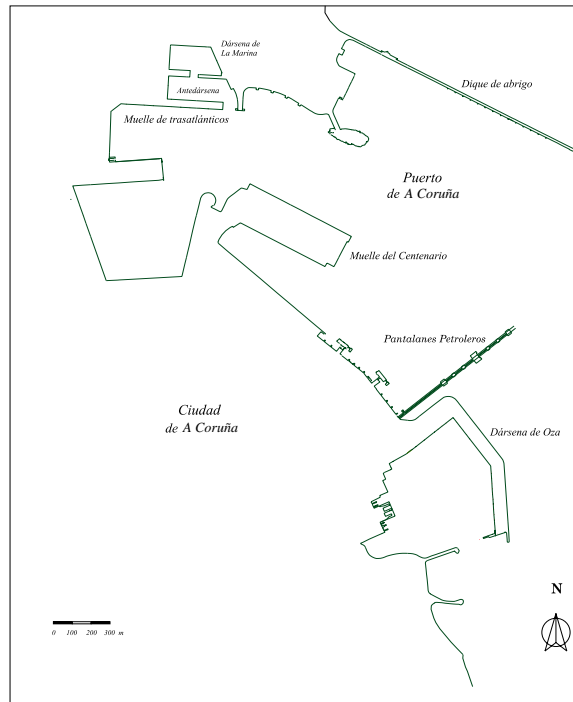 Dársena de
La Marina
Antedársena
Dique de abrigo
Muelle de trasatlánticos
Puerto
de A Coruña
Muelle del Centenario
Pantalanes Petroleros
Ciudad
de A Coruña
Dársena de Oza
N
0 100 200 300 m